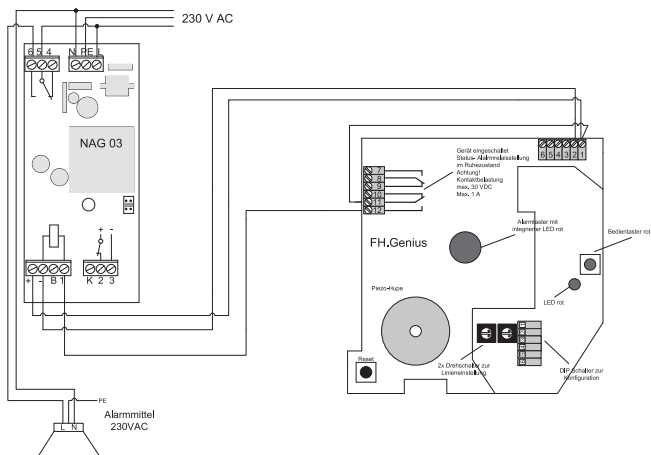 230 V AC
6 5 4
N PE L
NAG 03
+ -
+ - B 1
K 2 3
PE
Alarmmittel
230VAC
L N
6 5 4 3 2 1
7
8
9
10
11
12
Gerät eingeschaltet
Status- Alalmrelaisstellung
im Ruhezustand
Achtung!
Kontaktbelastung
max. 30 VDC
Max. 1 A
FH.Genius
Alarmtaster mit
integrierter LED rot
Bedientaster rot
LED rot
Piezo-Hupe
Reset
2x Drehschalter zur
Linieneinstellung
DIP Schalter zur
Konfiguration